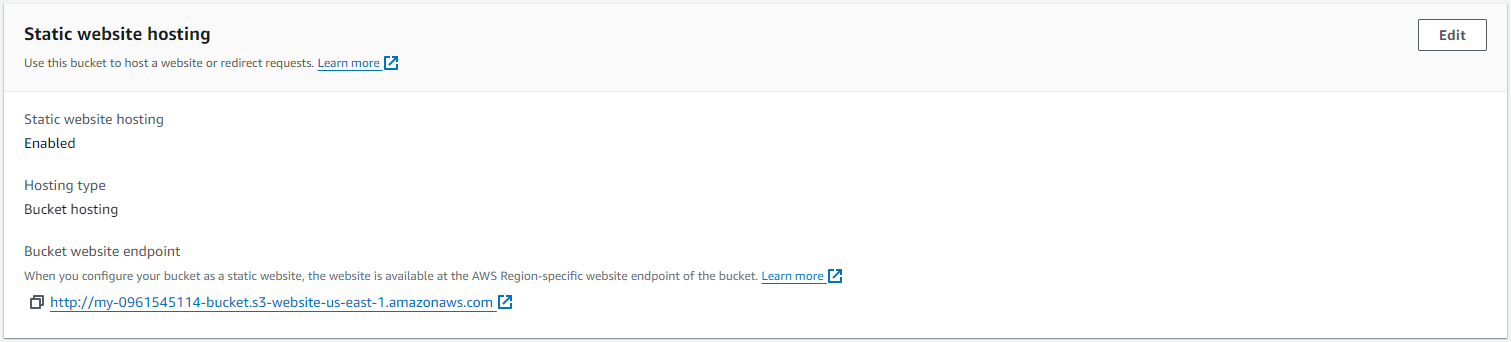 Static website hosting
Edit
Use this bucket to host a website or redirect requests. Learn more
Static website hosting
Enabled
Hosting type
Bucket hosting
Bucket website endpoint
When you configure your bucket as a static website, the website is available at the AWS Region-specific website endpoint of the bucket. Learn more
http://my-0961545114-bucket.s3-website-us-east-1.amazonaws.com